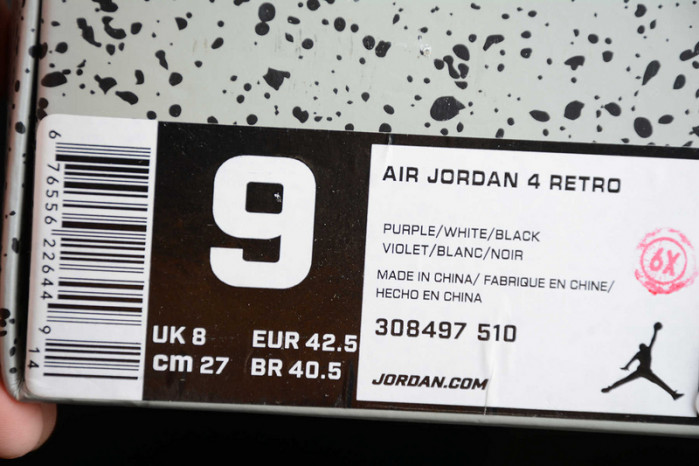 6 76556 22644 9 14
9
UK 8 EUR 42.5
cm 27 BR 40.5
AIR JORDAN 4 RETRO
PURPLE/WHITE/BLACK
VIOLET/BLANC/NOIR
MADE IN CHINA/ FABRIQUE EN CHINE/
HECHO EN CHINA
308497 510
JORDAN.COM
6X